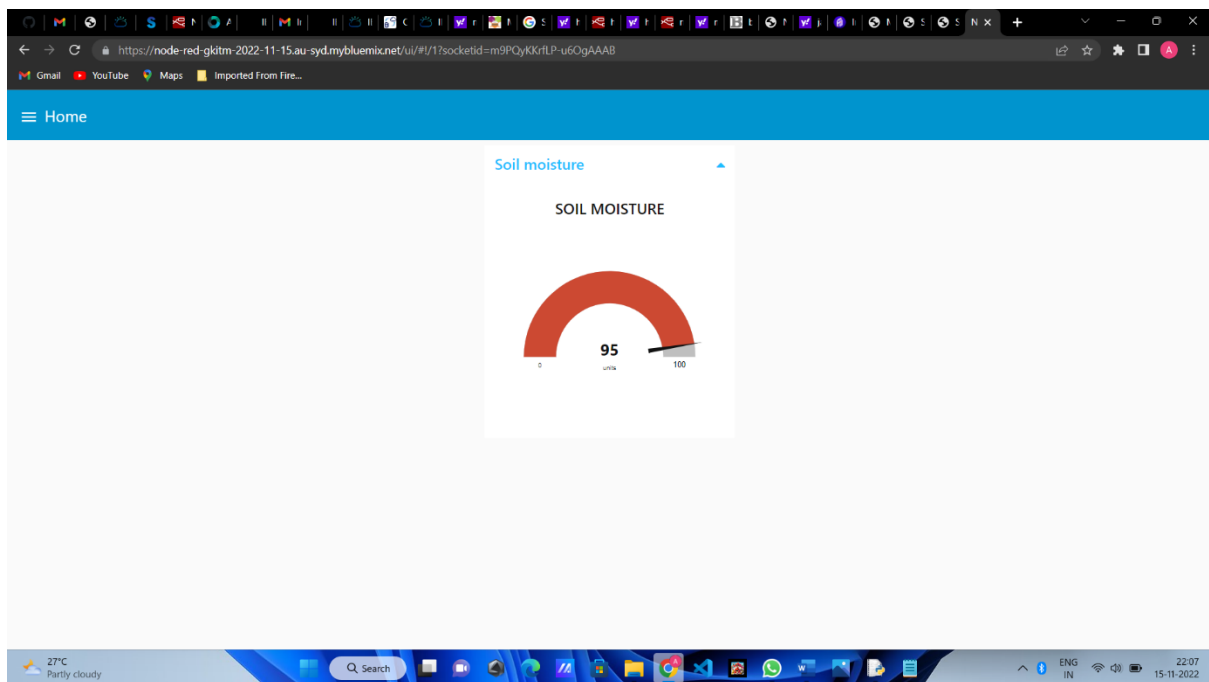 https://node-red-gkitm-2022-11-15.au-syd.mybluemix.net/ui/#!/1?socketid=m9PQyKKrfLP-u6OgAAAB
Gmail YouTube Maps Imported From Fire...
Home
Soil moisture
SOIL MOISTURE
95
units
0 100
27°C
Partly cloudy
Search
ENG
IN
22:07
15-11-2022